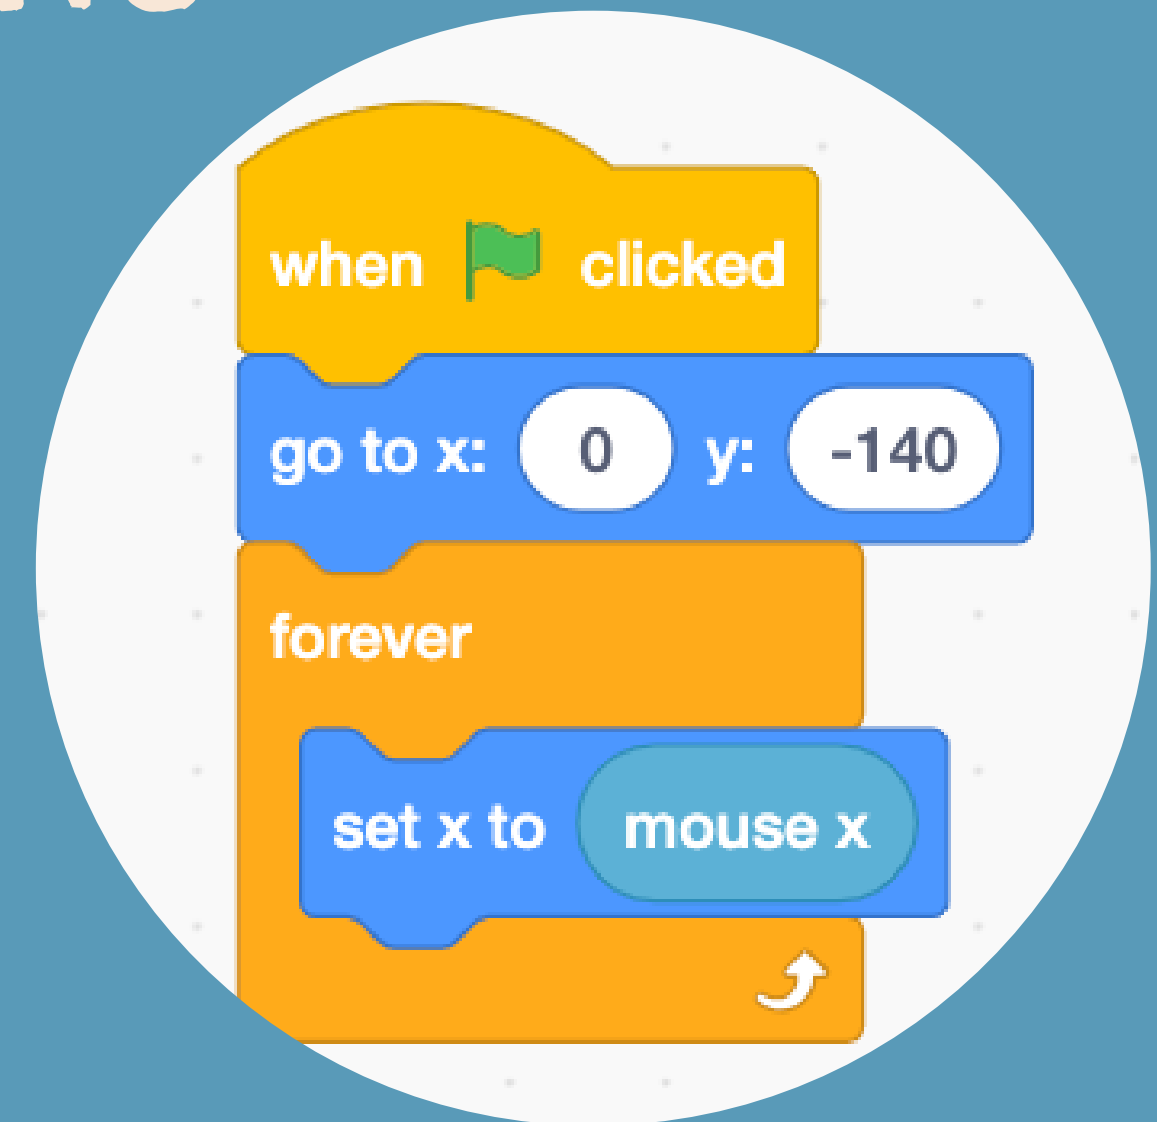 when clicked
go to x: 0 y: -140
forever
set x to mouse x